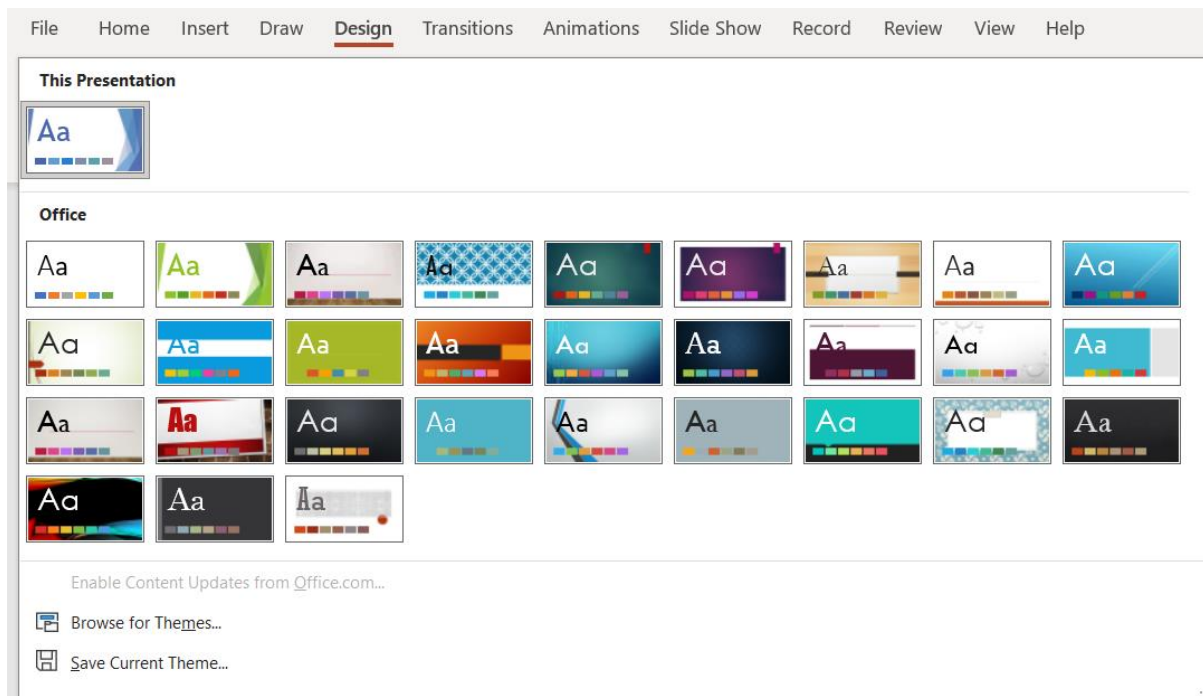 File Home Insert Draw Design Transitions Animations Slide Show Record Review View Help
This Presentation
Aa
Office
Aa Aa Aa Aa Aa Aa Aa Aa Aa
Aa Aa Aa Aa Aa Aa Aa Aa Aa
Aa Aa Aa Aa Aa Aa Aa Aa Aa
Aa Aa Aa
Enable Content Updates from Office.com...
Browse for Themes...
Save Current Theme...